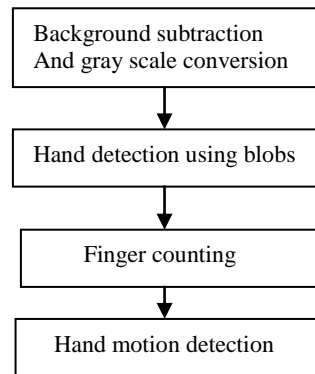 Background subtraction
And gray scale conversion
Hand detection using blobs
Finger counting
Hand motion detection